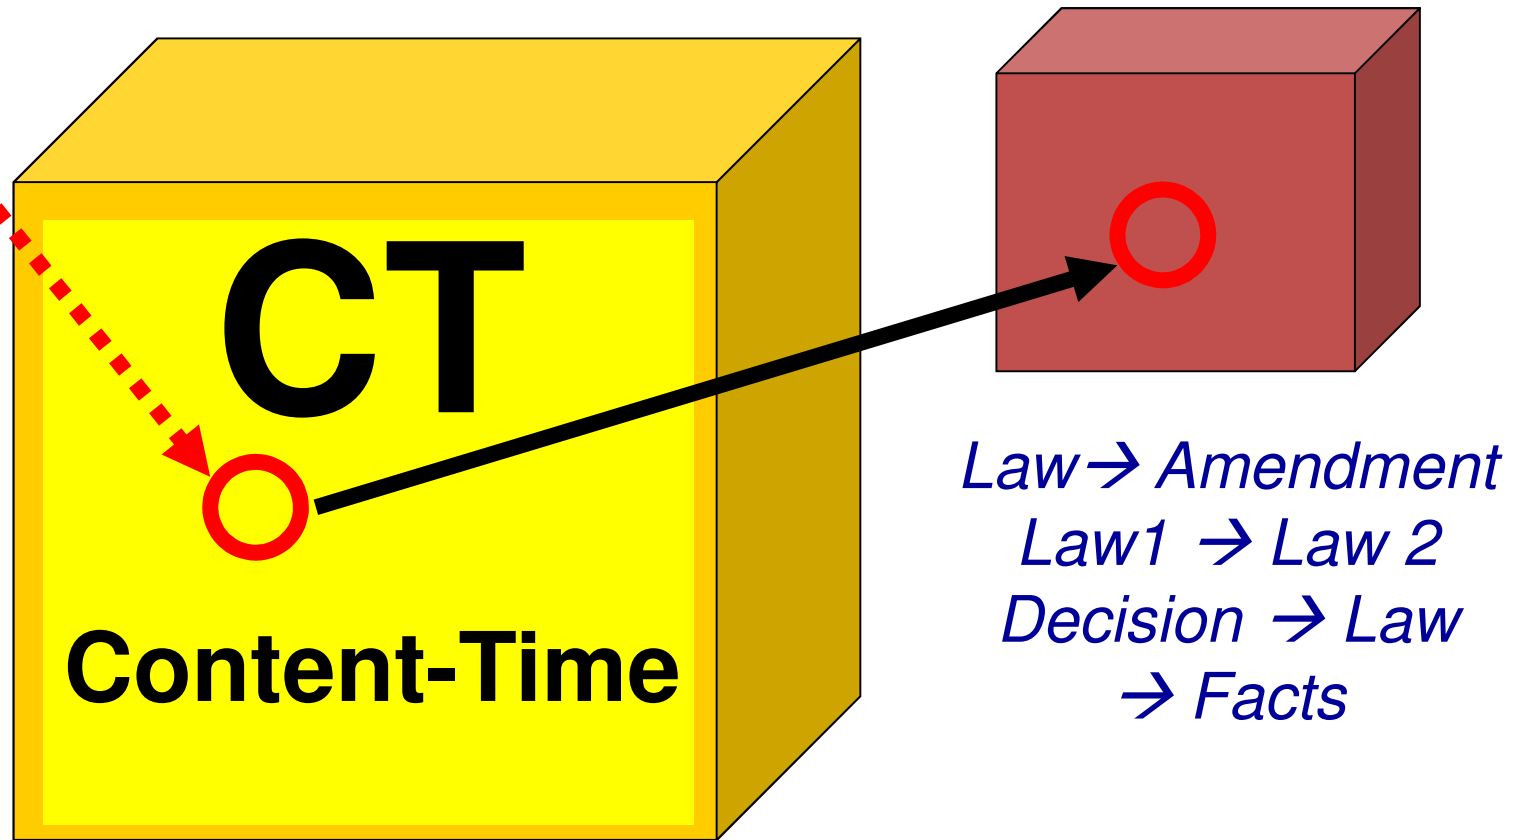 CT
Content-Time
Law→ Amendment
Law1 → Law 2
Decision → Law
→ Facts